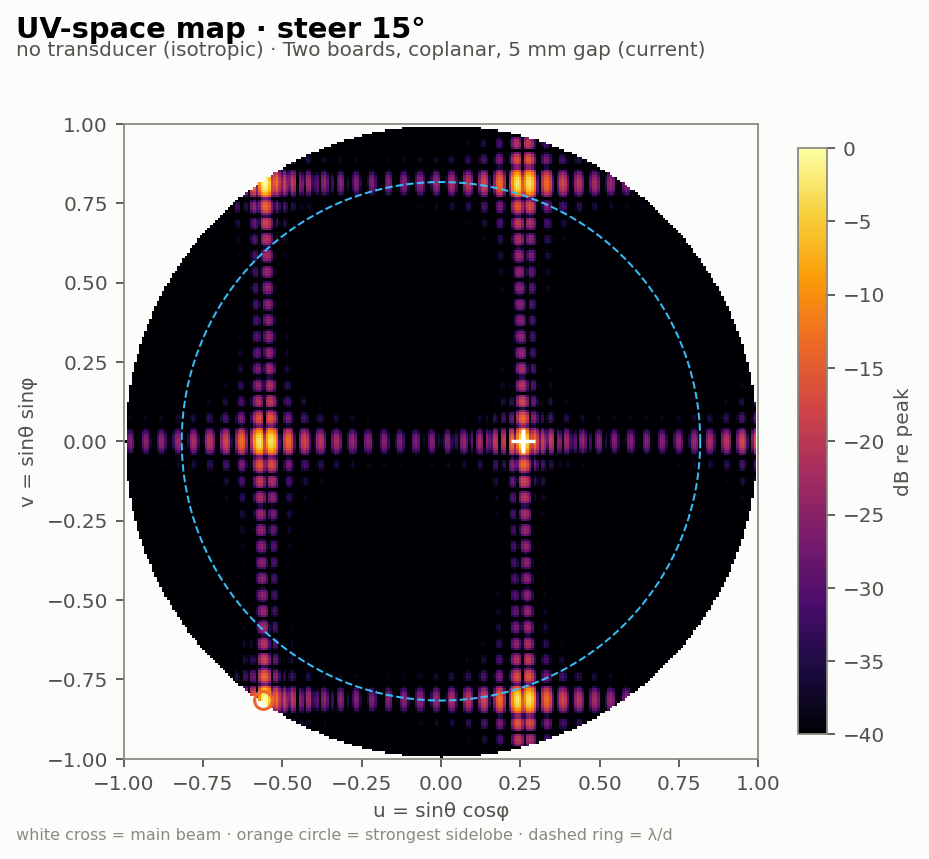 UV-space map · steer 15°
no transducer (isotropic) · Two boards, coplanar, 5 mm gap (current)
1.00
0.75
0.50
0.25
0.00
−0.25
−0.50
−0.75
−1.00
v = sinθ sinφ
−1.00 −0.75 −0.50 −0.25 0.00 0.25 0.50 0.75 1.00
u = sinθ cosφ
0
−5
−10
−15
−20
−25
−30
−35
−40
dB re peak
white cross = main beam · orange circle = strongest sidelobe · dashed ring = λ/d